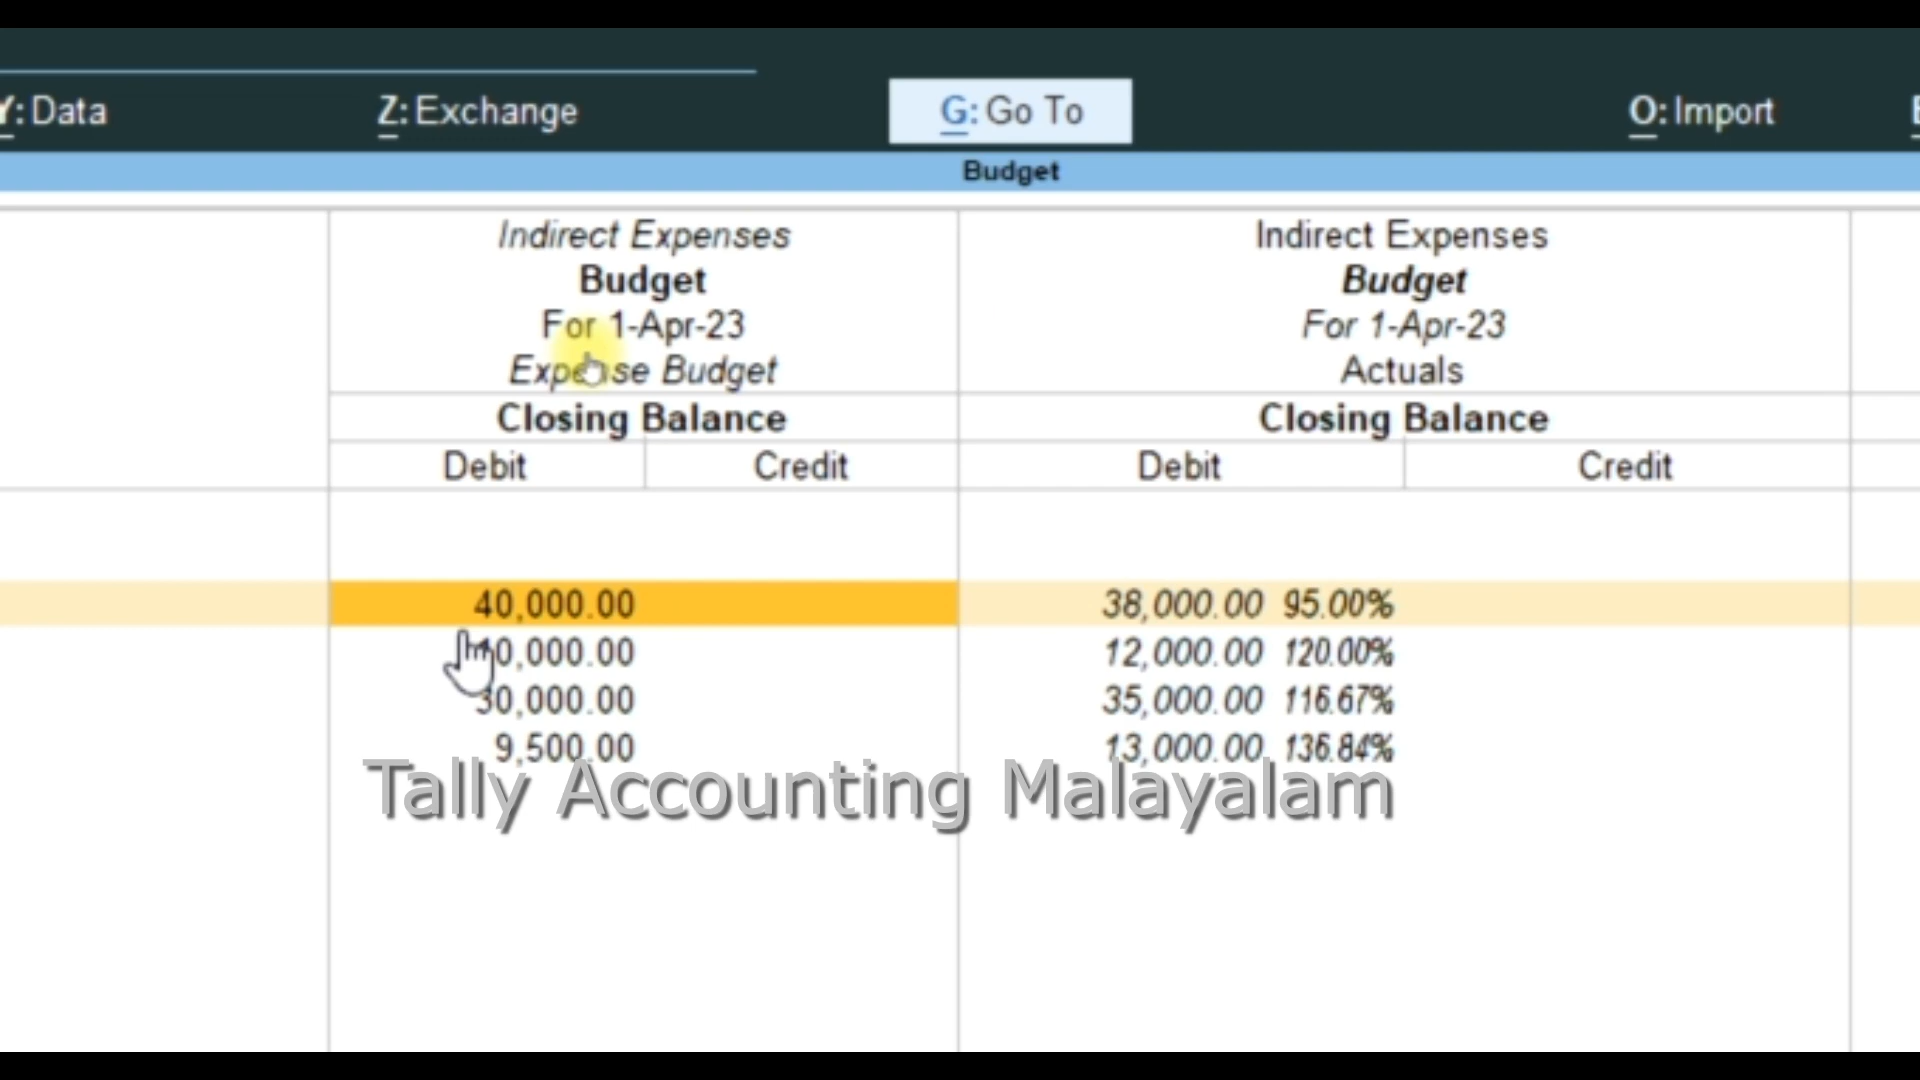 Y: Data Z: Exchange G: Go To O: Import
Budget
Indirect Expenses Indirect Expenses
Budget Budget
For 1-Apr-23 For 1-Apr-23
Expense Budget Actuals
Closing Balance Closing Balance
Debit Credit Debit Credit
40,000.00 38,000.00 95.00%
10,000.00 12,000.00 120.00%
30,000.00 35,000.00 116.67%
9,500.00 13,000.00 136.84%
Tally Accounting Malayalam